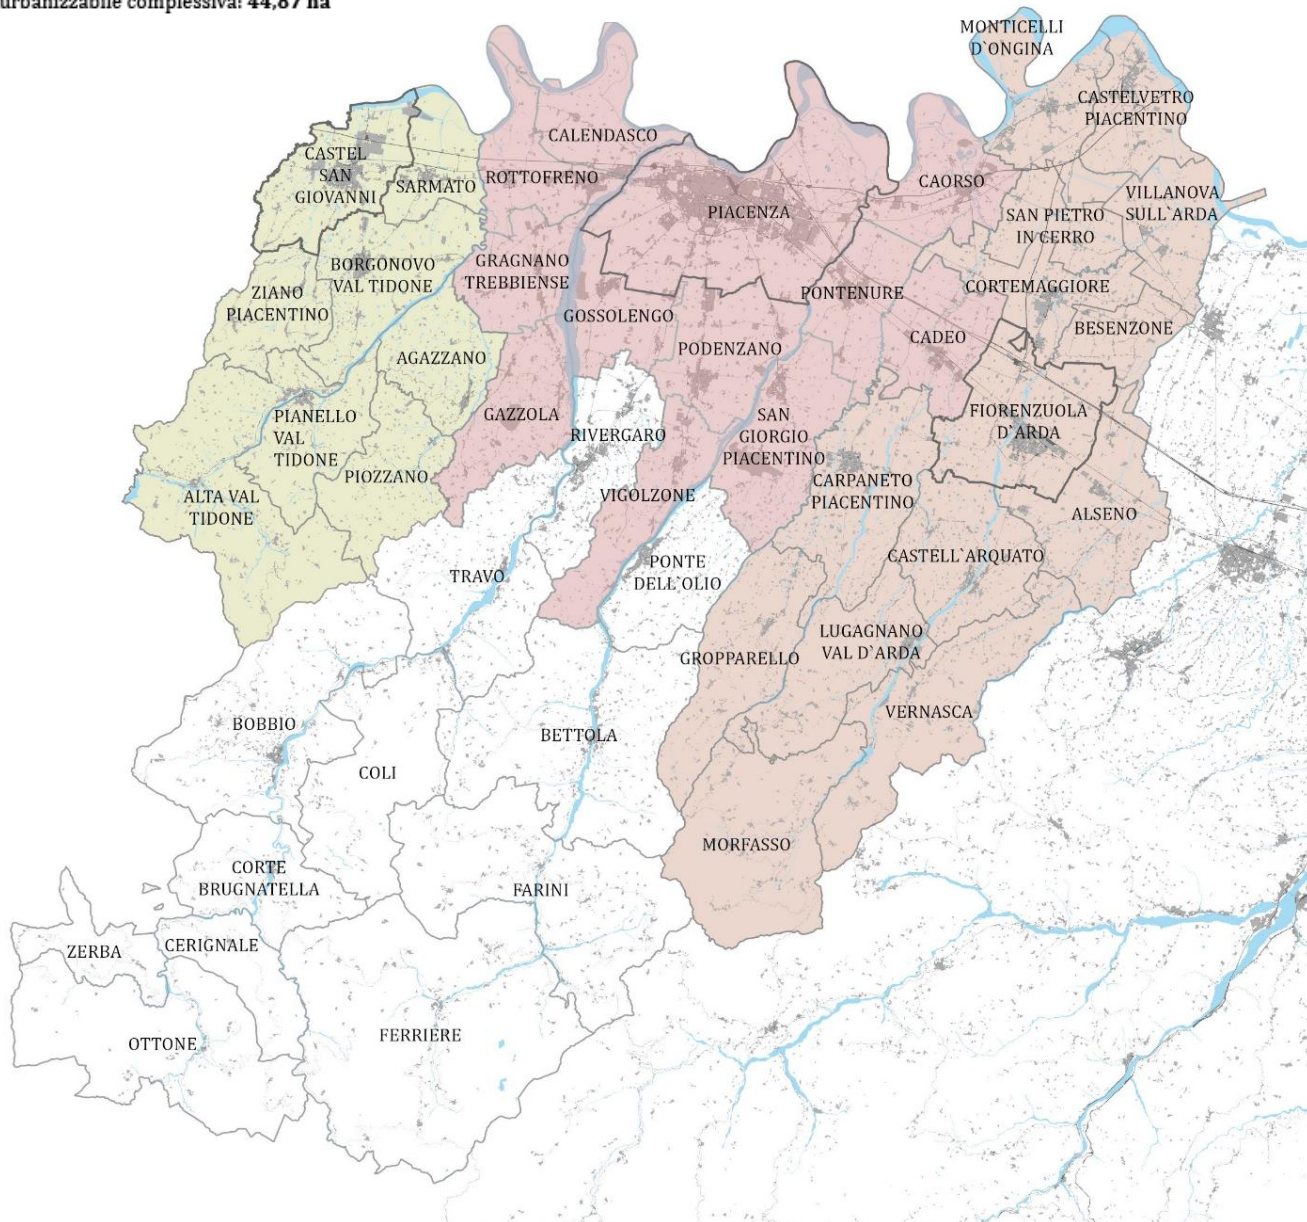 urbanizzabile complessiva: 44,87 ha
MONTICELLI
D`ONGINA
CASTELVETRO
PIACENTINO
CALENDASCO
CASTEL
SAN
GIOVANNI
SARMATO
ROTTOFRENO
CAORSO
VILLANOVA
SULL`ARDA
PIACENZA
SAN PIETRO
IN CERRO
BORGONOVO
VAL TIDONE
GRAGNANO
TREBBIENSE
ZIANO
PIACENTINO
PONTENURE
CORTEMAGGIORE
GOSSOLENGO
BESENZONE
CADEO
PODENZANO
AGAZZANO
GAZZOLA
SAN
GIORGIO
PIACENTINO
FIORENZUOLA
D`ARDA
PIANELLO
VAL
TIDONE
RIVERGARO
PIOZZANO
CARPANETO
PIACENTINO
ALTA VAL
TIDONE
VIGOLZONE
ALSENO
CASTELL`ARQUATO
TRAVO
PONTE
DELL`OLIO
LUGAGNANO
VAL D`ARDA
GROPPARELLO
VERNASCA
BOBBIO
BETTOLA
COLI
MORFASSO
CORTE
BRUGNATELLA
FARINI
ZERBA
CERIGNALE
FERRIERE
OTTONE